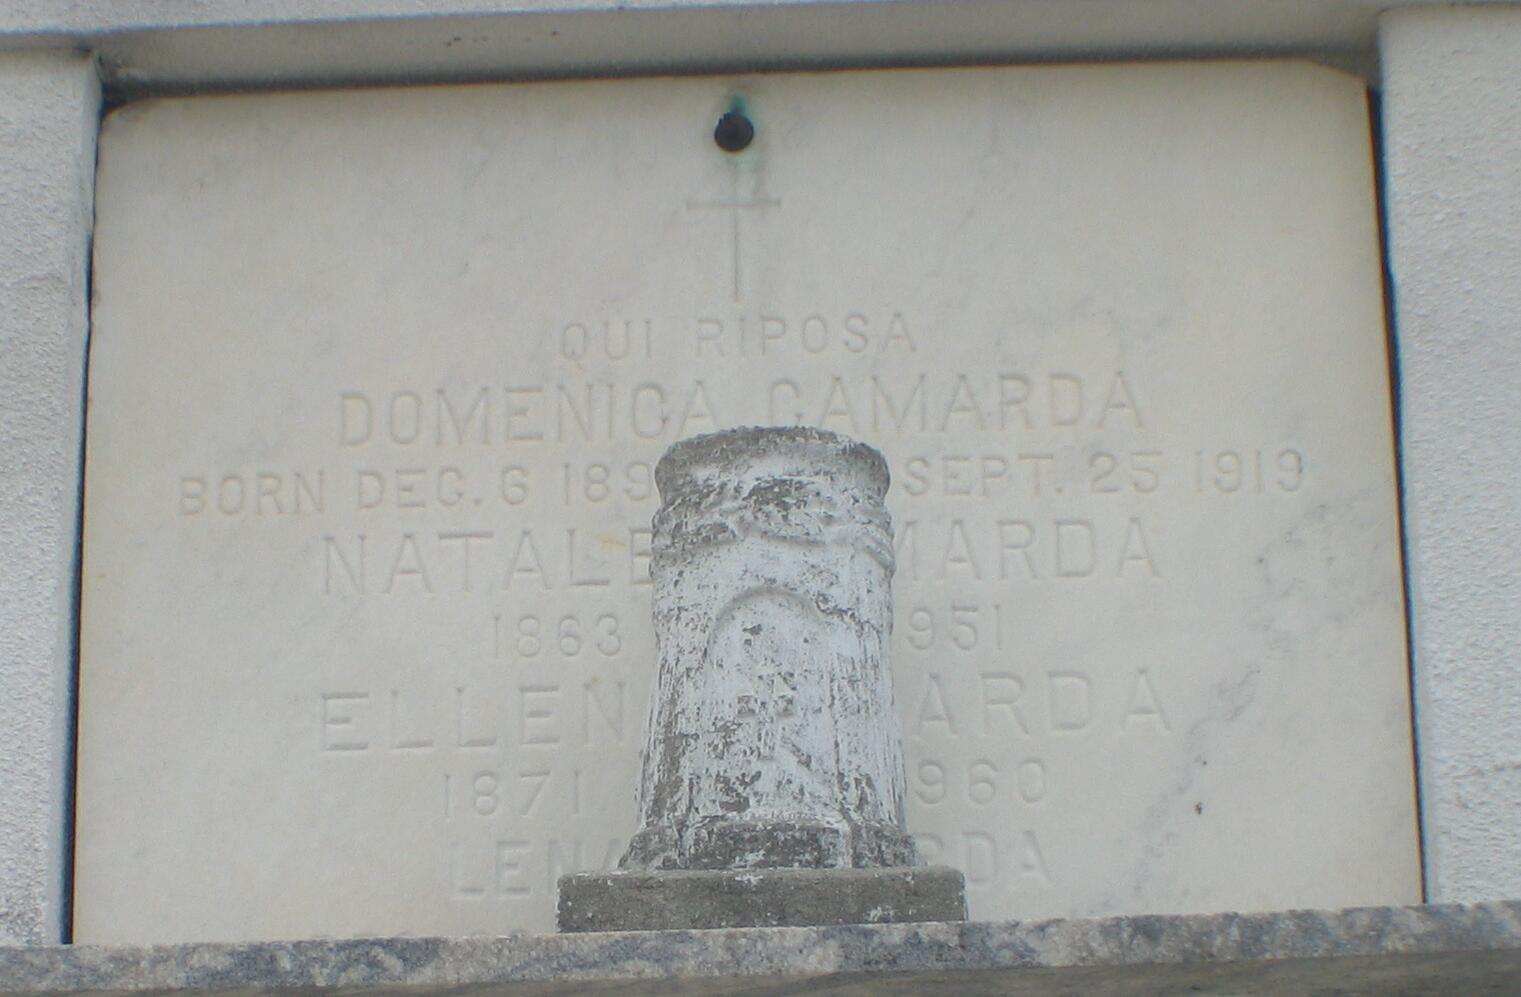 QUI RIPOSA
DOMENICA CAMARDA
BORN DEC. 6 189 SEPT. 25 1919
NATALE MARDA
1863 951
ELLEN ARDA
1871 960
LENA RDA